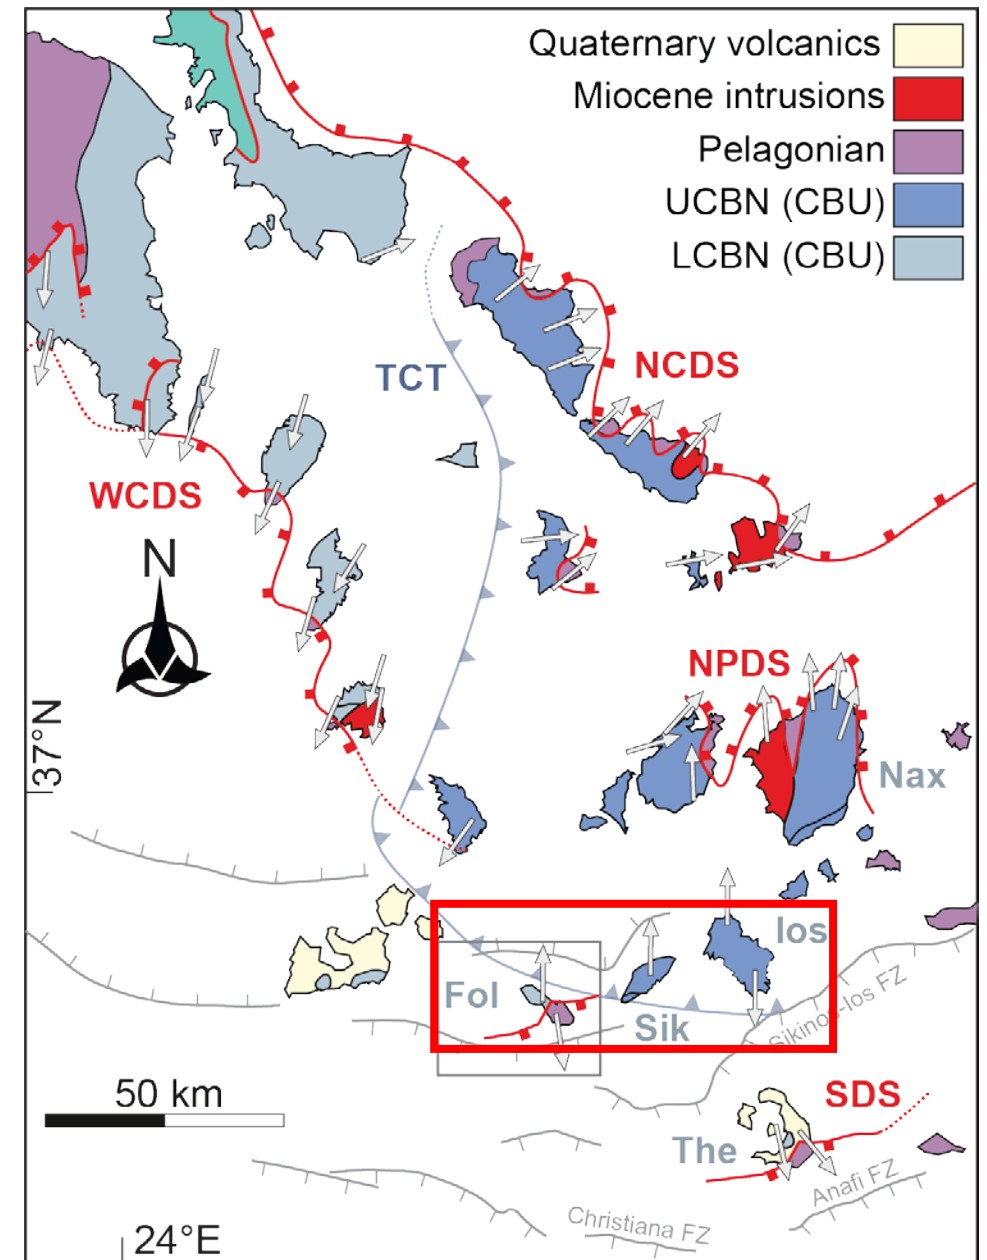 Quaternary volcanics
Miocene intrusions
Pelagonian
UCBN (CBU)
LCBN (CBU)
TCT
NCDS
WCDS
N
NPDS
37°N
Nax
Ios
Fol
Sik
Sikinos-Ios FZ
50 km
SDS
The
Anafi FZ
Christiana FZ
24°E